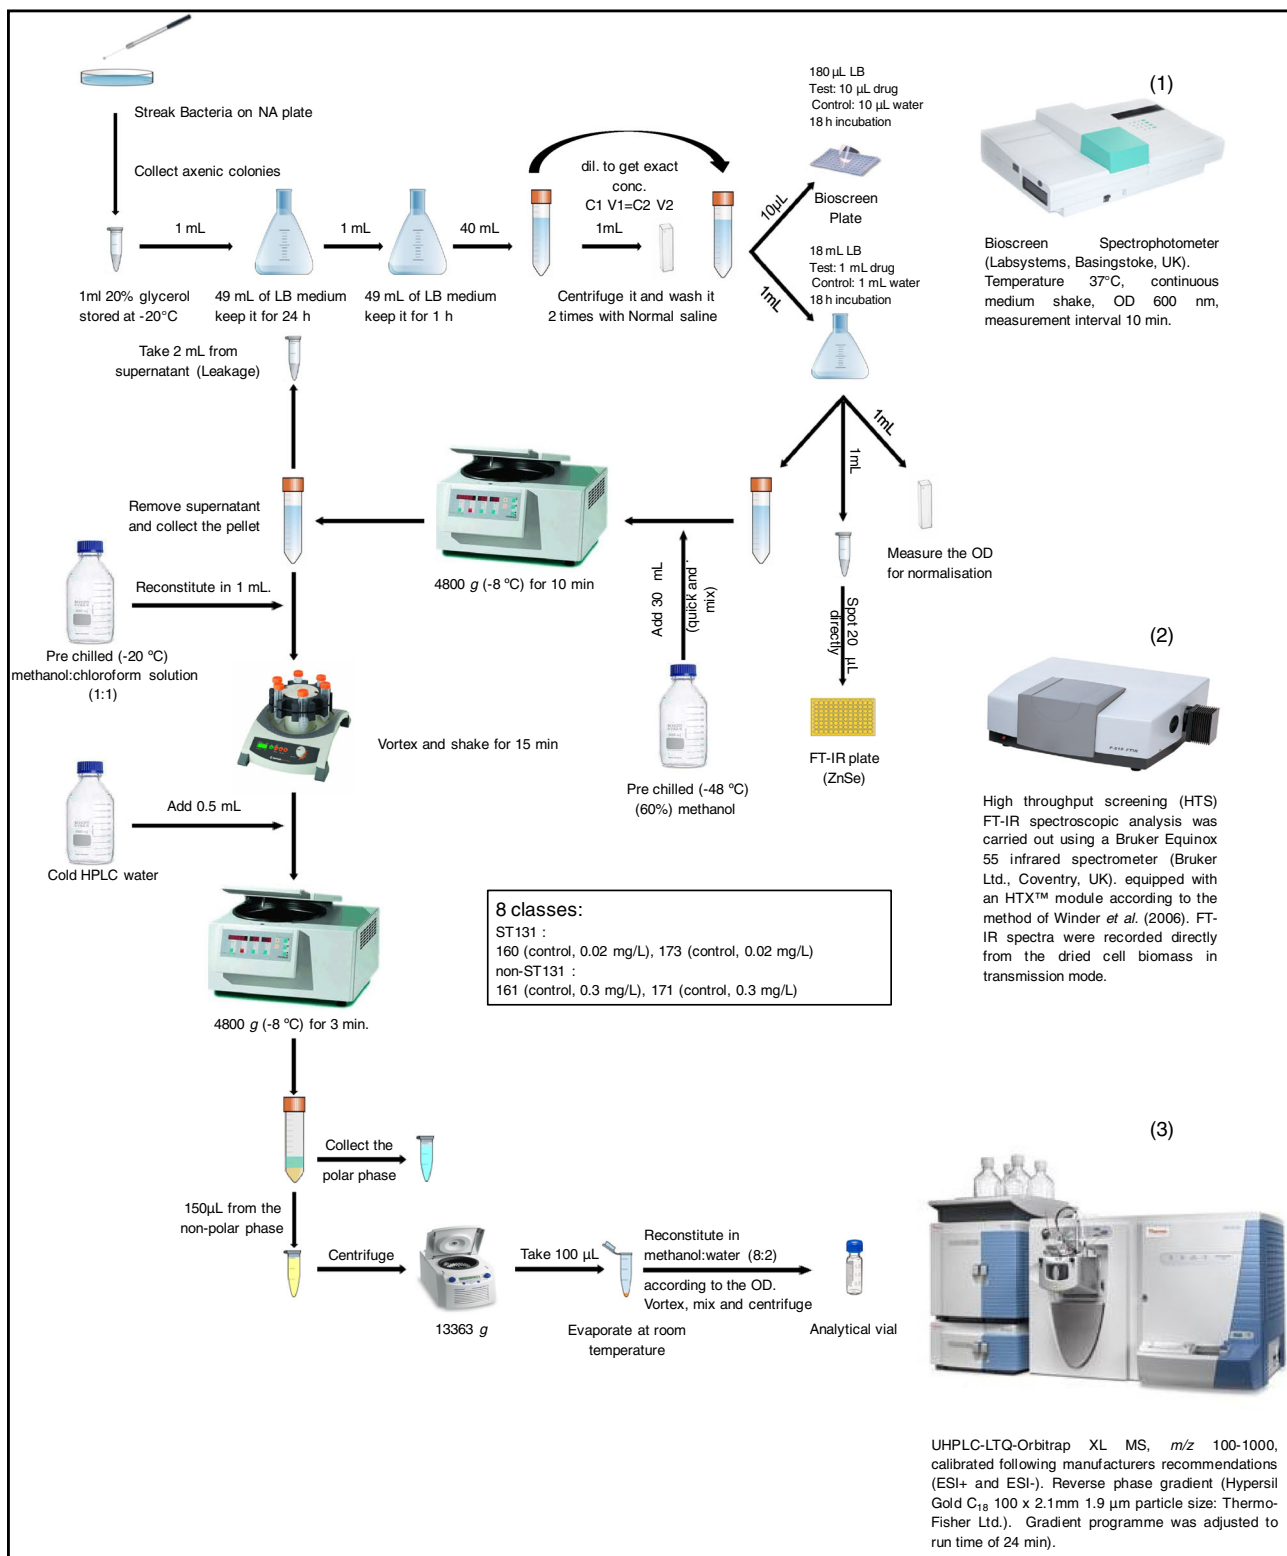 Streak Bacteria on NA plate
Collect axenic colonies
1 mL
1 mL
40 mL
1ml 20% glycerol
stored at -20°C
49 mL of LB medium
keep it for 24 h
49 mL of LB medium
keep it for 1 h
dil. to get exact
conc.
C1 V1=C2 V2
1mL
Centrifuge it and wash it
2 times with Normal saline
180 µL LB
Test: 10 µL drug
Control: 10 µL water
18 h incubation
10µL
Bioscreen
Plate
18 mL LB
Test: 1 mL drug
Control: 1 mL water
18 h incubation
1mL
(1)
Bioscreen Spectrophotometer
(Labsystems, Basingstoke, UK).
Temperature 37°C, continuous
medium shake, OD 600 nm,
measurement interval 10 min.
Take 2 mL from
supernatant (Leakage)
1mL
1mL
Measure the OD
for normalisation
Remove supernatant
and collect the pellet
4800 g (-8 ºC) for 10 min
Add 30 mL
(quick and .
mix)
Spot 20 µL
directly
Reconstitute in 1 mL.
Pre chilled (-20 ºC)
methanol:chloroform solution
(1:1)
Vortex and shake for 15 min
Pre chilled (-48 ºC)
(60%) methanol
FT-IR plate
(ZnSe)
(2)
High throughput screening (HTS)
FT-IR spectroscopic analysis was
carried out using a Bruker Equinox
55 infrared spectrometer (Bruker
Ltd., Coventry, UK). equipped with
an HTX™ module according to the
method of Winder et al. (2006). FT-
IR spectra were recorded directly
from the dried cell biomass in
transmission mode.
Add 0.5 mL
Cold HPLC water
8 classes:
ST131 :
160 (control, 0.02 mg/L), 173 (control, 0.02 mg/L)
non-ST131 :
161 (control, 0.3 mg/L), 171 (control, 0.3 mg/L)
4800 g (-8 ºC) for 3 min.
Collect the
polar phase
150µL from the
non-polar phase
Centrifuge
13363 g
Take 100 µL
Evaporate at room
temperature
Reconstitute in
methanol:water (8:2)
according to the OD.
Vortex, mix and centrifuge
Analytical vial
(3)
UHPLC-LTQ-Orbitrap XL MS, m/z 100-1000,
calibrated following manufacturers recommendations
(ESI+ and ESI-). Reverse phase gradient (Hypersil
Gold C18 100 x 2.1mm 1.9 µm particle size: Thermo-
Fisher Ltd.). Gradient programme was adjusted to
run time of 24 min).